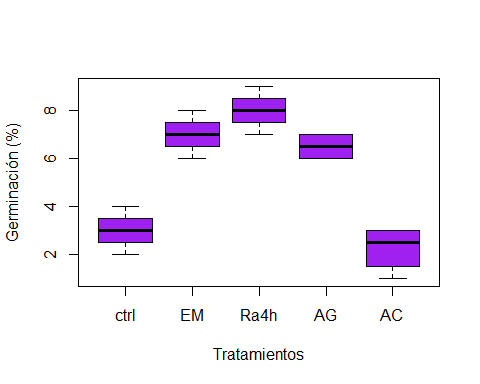 Germinación (%)
8
6
4
2
ctrl EM Ra4h AG AC
Tratamientos